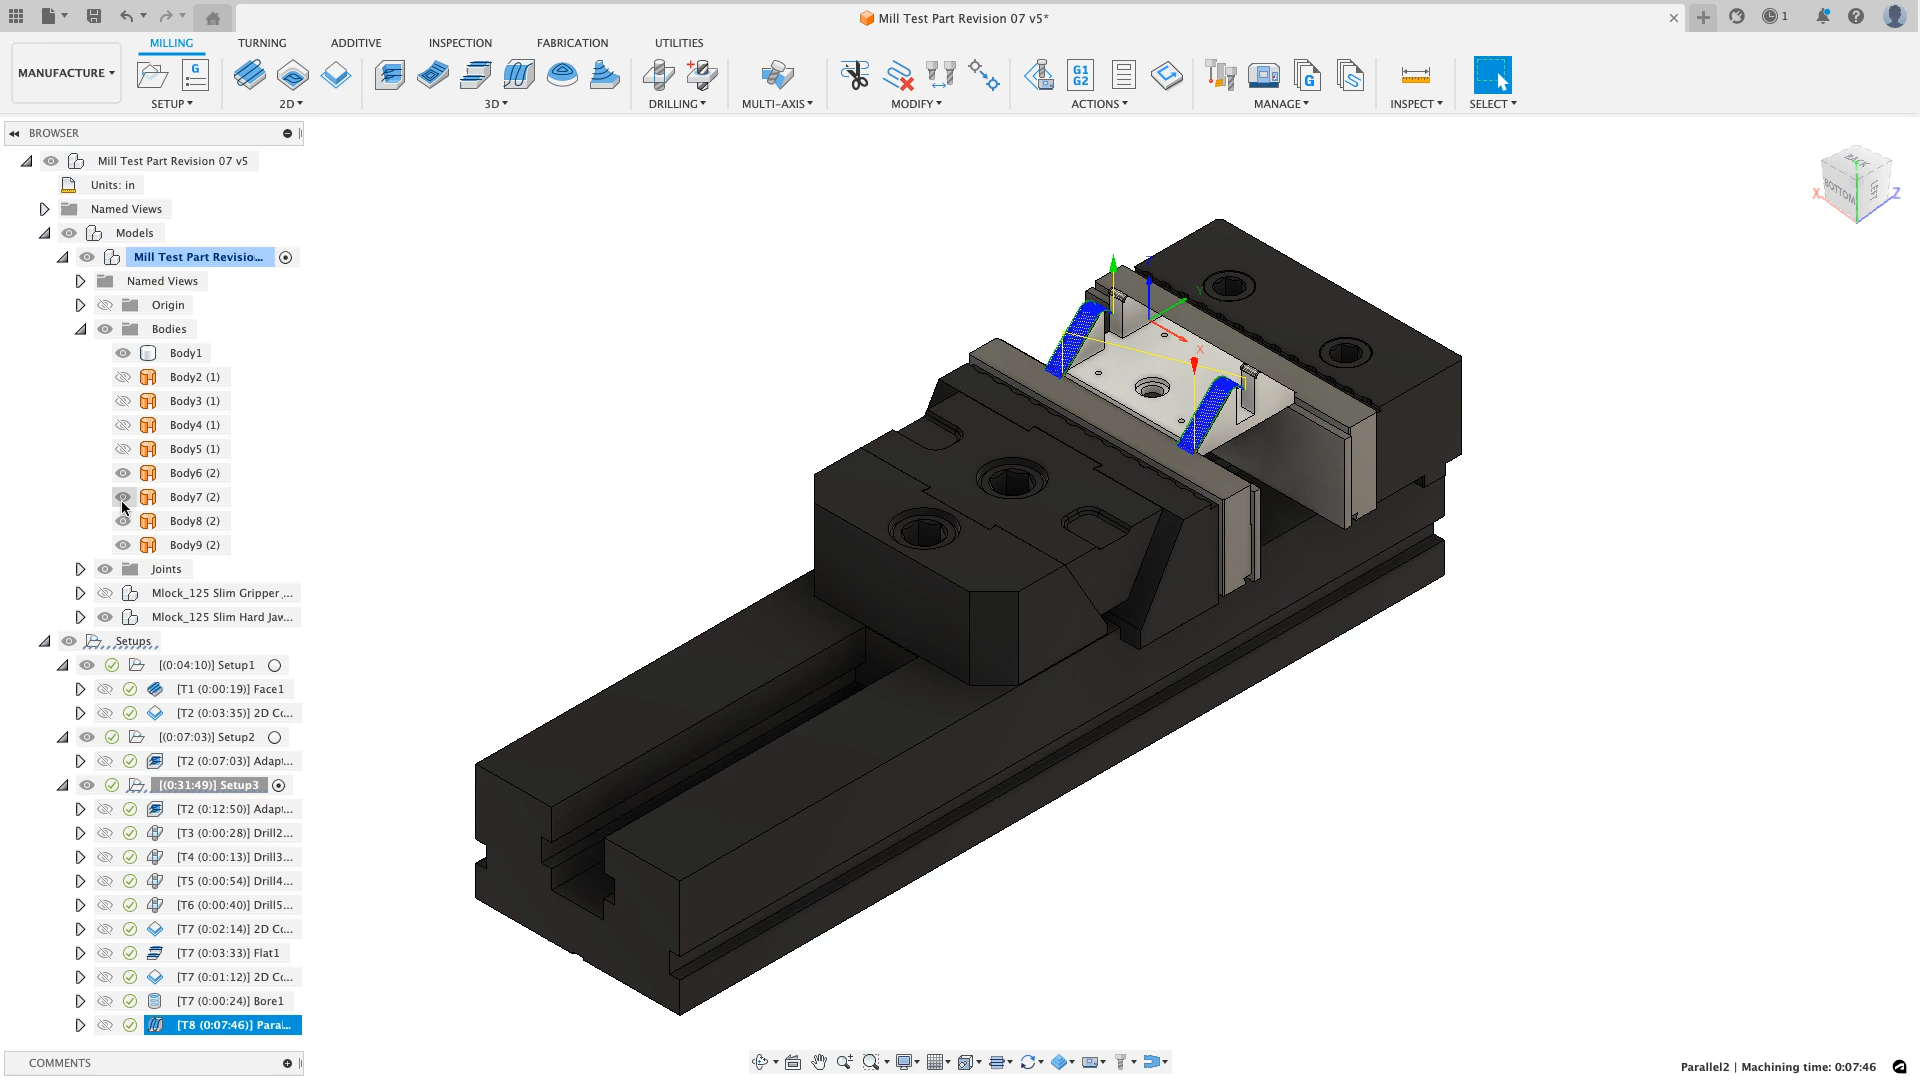 Mill Test Part Revision 07 v5*
1
MANUFACTURE
MILLING
TURNING
ADDITIVE
INSPECTION
FABRICATION
UTILITIES
G
G1
G2
G
SETUP
2D
3D
DRILLING
MULTI-AXIS
MODIFY
ACTIONS
MANAGE
INSPECT
SELECT
BROWSER
Mill Test Part Revision 07 v5
Units: in
Named Views
Models
Mill Test Part Revisio...
Named Views
Origin
Bodies
Body1
Body2 (1)
Body3 (1)
Body4 (1)
Body5 (1)
Body6 (2)
Body7 (2)
Body8 (2)
Body9 (2)
Joints
Mlock_125 Slim Gripper ...
Mlock_125 Slim Hard Jaw...
Setups
[(0:04:10)] Setup1
[T1 (0:00:19)] Face1
[T2 (0:03:35)] 2D Co...
[(0:07:03)] Setup2
[T2 (0:07:03)] Adapt...
[(0:31:49)] Setup3
[T2 (0:12:50)] Adapt...
[T3 (0:00:28)] Drill2...
[T4 (0:00:13)] Drill3...
[T5 (0:00:54)] Drill4...
[T6 (0:00:40)] Drill5...
[T7 (0:02:14)] 2D Co...
[T7 (0:03:33)] Flat1
[T7 (0:01:12)] 2D Co...
[T7 (0:00:24)] Bore1
[T8 (0:07:46)] Paral...
COMMENTS
BACK
BOTTOM
LEFT
X
Z
Z
Y
X
Parallel2 | Machining time: 0:07:46